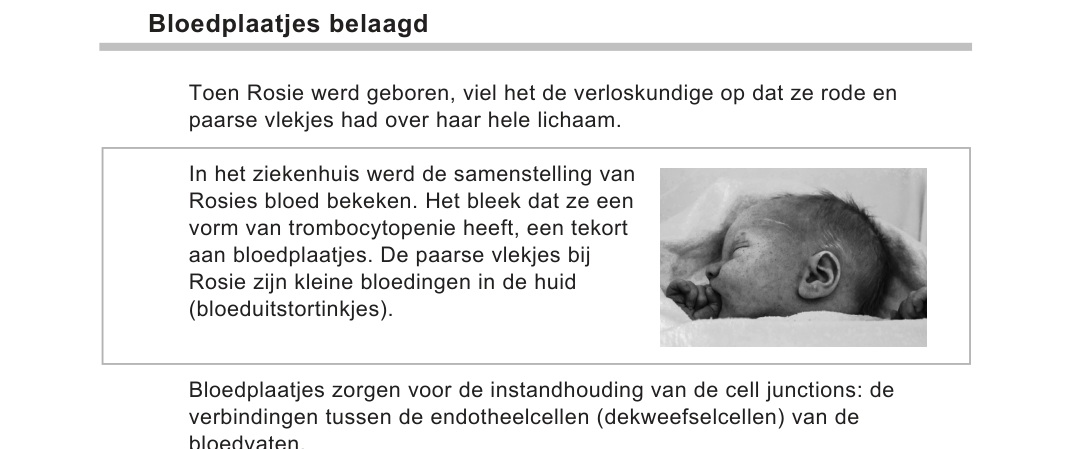 Bloedplaatjes belaagd
Toen Rosie werd geboren, viel het de verloskundige op dat ze rode en
paarse vlekjes had over haar hele lichaam.
In het ziekenhuis werd de samenstelling van
Rosies bloed bekeken. Het bleek dat ze een
vorm van trombocytopenie heeft, een tekort
aan bloedplaatjes. De paarse vlekjes bij
Rosie zijn kleine bloedingen in de huid
(bloeduitstortinkjes).
Bloedplaatjes zorgen voor de instandhouding van de cell junctions: de
verbindingen tussen de endotheelcellen (dekweefselcellen) van de
bloedvaten.